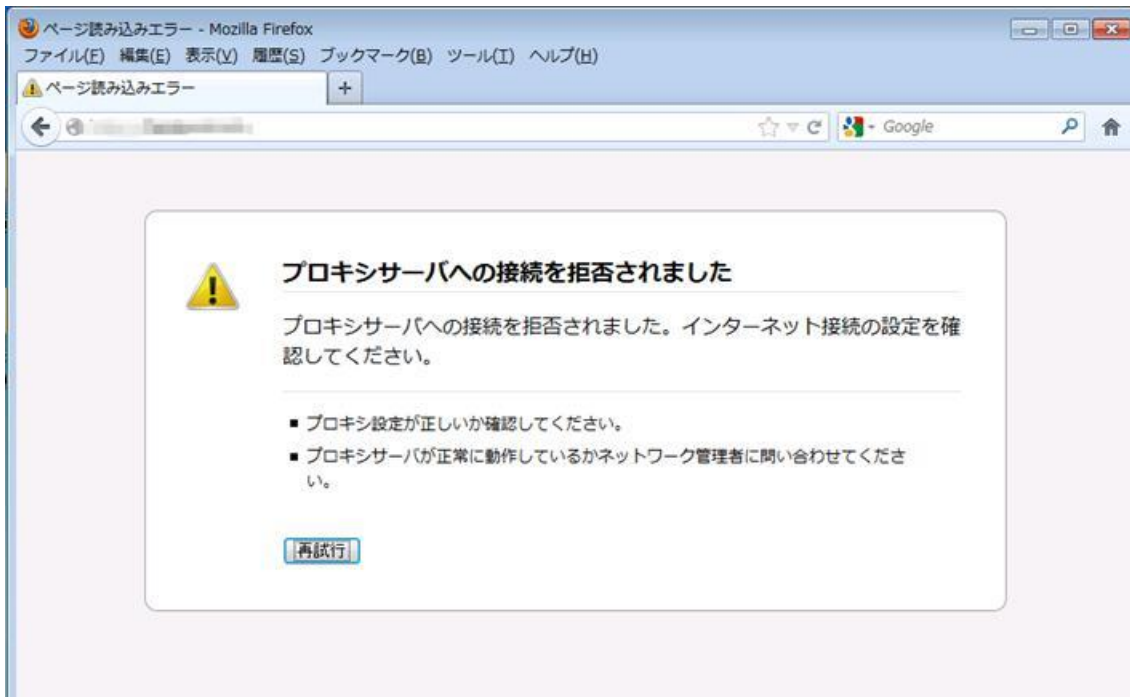 ページ読み込みエラー - Mozilla Firefox
ファイル(F) 編集(E) 表示(V) 履歴(S) ブックマーク(B) ツール(T) ヘルプ(H)
ページ読み込みエラー
Google
プロキシサーバへの接続を拒否されました
プロキシサーバへの接続を拒否されました。インターネット接続の設定を確
認してください。
プロキシ設定が正しいか確認してください。
プロキシサーバが正常に動作しているかネットワーク管理者に問い合わせてくださ
い。
再試行